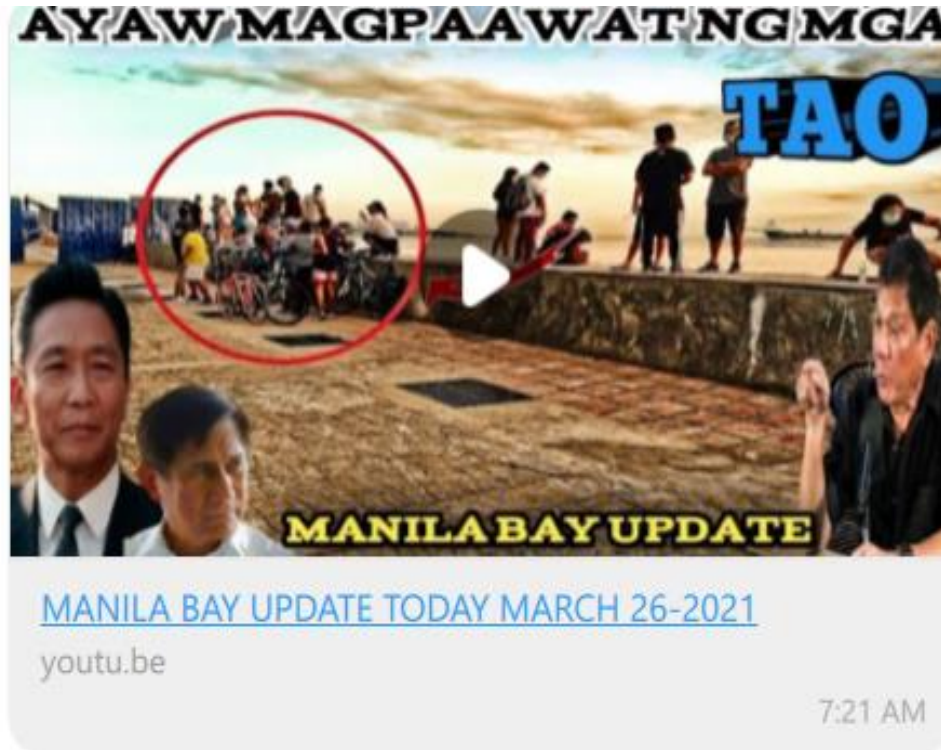 AYAW MAGPAAWAT NG MGA
TAO
MANILA BAY UPDATE
MANILA BAY UPDATE TODAY MARCH 26-2021
youtu.be
7:21 AM